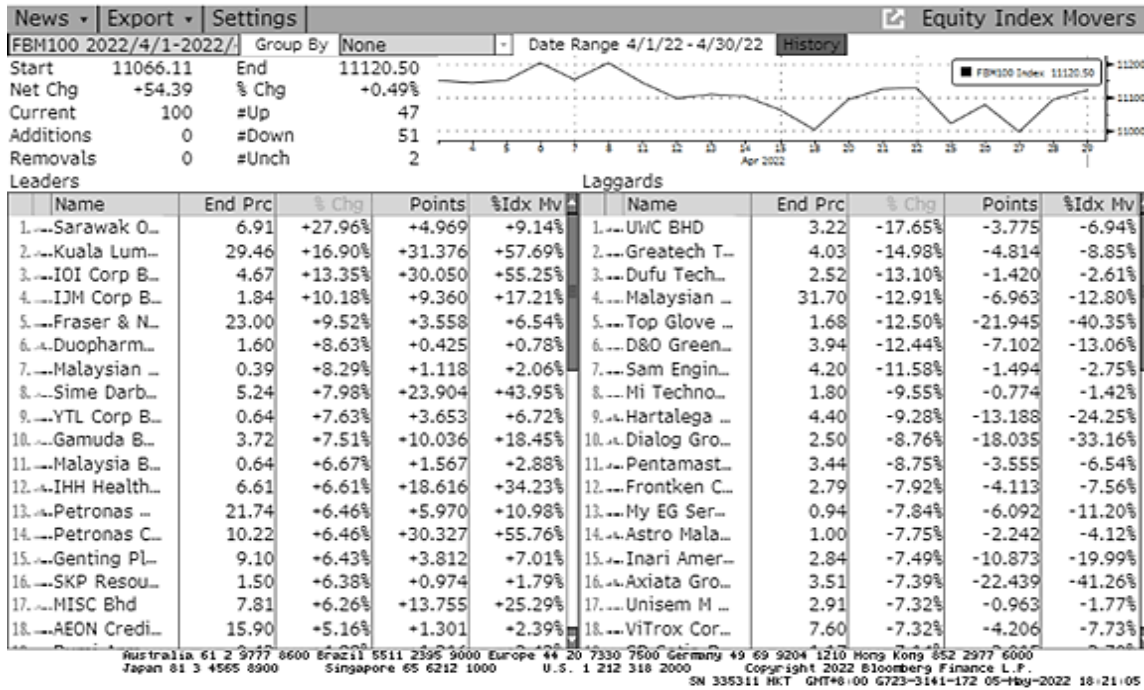 News Export Settings Equity Index Movers
FBM100 2022/4/1-2022/ Group By None Date Range 4/1/22 - 4/30/22 History
Start 11066.11 End 11120.50
Net Chg +54.39 % Chg +0.49%
Current 100 #Up 47
Additions 0 #Down 51
Removals 0 #Unch 2
FBM100 Index 11120.50
11200
11100
11000
Apr 2022
Leaders
Name End Prc % Chg Points %Idx Mv
1. Sarawak O… 6.91 +27.96% +4.969 +9.14%
2. Kuala Lum… 29.46 +16.90% +31.376 +57.69%
3. IOI Corp B… 4.67 +13.35% +30.050 +55.25%
4. IJM Corp B… 1.84 +10.18% +9.360 +17.21%
5. Fraser & N… 23.00 +9.52% +3.558 +6.54%
6. Duopharm… 1.60 +8.63% +0.425 +0.78%
7. Malaysian … 0.39 +8.29% +1.118 +2.06%
8. Sime Darb… 5.24 +7.98% +23.904 +43.95%
9. YTL Corp B… 0.64 +7.63% +3.653 +6.72%
10. Gamuda B… 3.72 +7.51% +10.036 +18.45%
11. Malaysia B… 0.64 +6.67% +1.567 +2.88%
12. IHH Health… 6.61 +6.61% +18.616 +34.23%
13. Petronas … 21.74 +6.46% +5.970 +10.98%
14. Petronas C… 10.22 +6.46% +30.327 +55.76%
15. Genting Pl… 9.10 +6.43% +3.812 +7.01%
16. SKP Resou… 1.50 +6.38% +0.974 +1.79%
17. MISC Bhd 7.81 +6.26% +13.755 +25.29%
18. AEON Credi… 15.90 +5.16% +1.301 +2.39%
Laggards
Name End Prc % Chg Points %Idx Mv
1. UWC BHD 3.22 -17.65% -3.775 -6.94%
2. Greatech T… 4.03 -14.98% -4.814 -8.85%
3. Dufu Tech… 2.52 -13.10% -1.420 -2.61%
4. Malaysian … 31.70 -12.91% -6.963 -12.80%
5. Top Glove … 1.68 -12.50% -21.945 -40.35%
6. D&O Green… 3.94 -12.44% -7.102 -13.06%
7. Sam Engin… 4.20 -11.58% -1.494 -2.75%
8. Mi Techno… 1.80 -9.55% -0.774 -1.42%
9. Hartalega … 4.40 -9.28% -13.188 -24.25%
10. Dialog Gro… 2.50 -8.76% -18.035 -33.16%
11. Pentamast… 3.44 -8.75% -3.555 -6.54%
12. Frontken C… 2.79 -7.92% -4.113 -7.56%
13. My EG Ser… 0.94 -7.84% -6.092 -11.20%
14. Astro Mala… 1.00 -7.75% -2.242 -4.12%
15. Inari Amer… 2.84 -7.49% -10.873 -19.99%
16. Axiata Gro… 3.51 -7.39% -22.439 -41.26%
17. Unisem M … 2.91 -7.32% -0.963 -1.77%
18. ViTrox Cor… 7.60 -7.32% -4.206 -7.73%
Australia 61 2 9777 8600 Brazil 5511 2395 9000 Europe 44 20 7330 7500 Germany 49 69 9204 1210 Hong Kong 852 2977 6000
Japan 81 3 4565 8900 Singapore 65 6212 1000 U.S. 1 212 318 2000 Copyright 2022 Bloomberg Finance L.P.
SN 335311 HKT GMT+8:00 G723-3141-172 05-May-2022 18:21:05